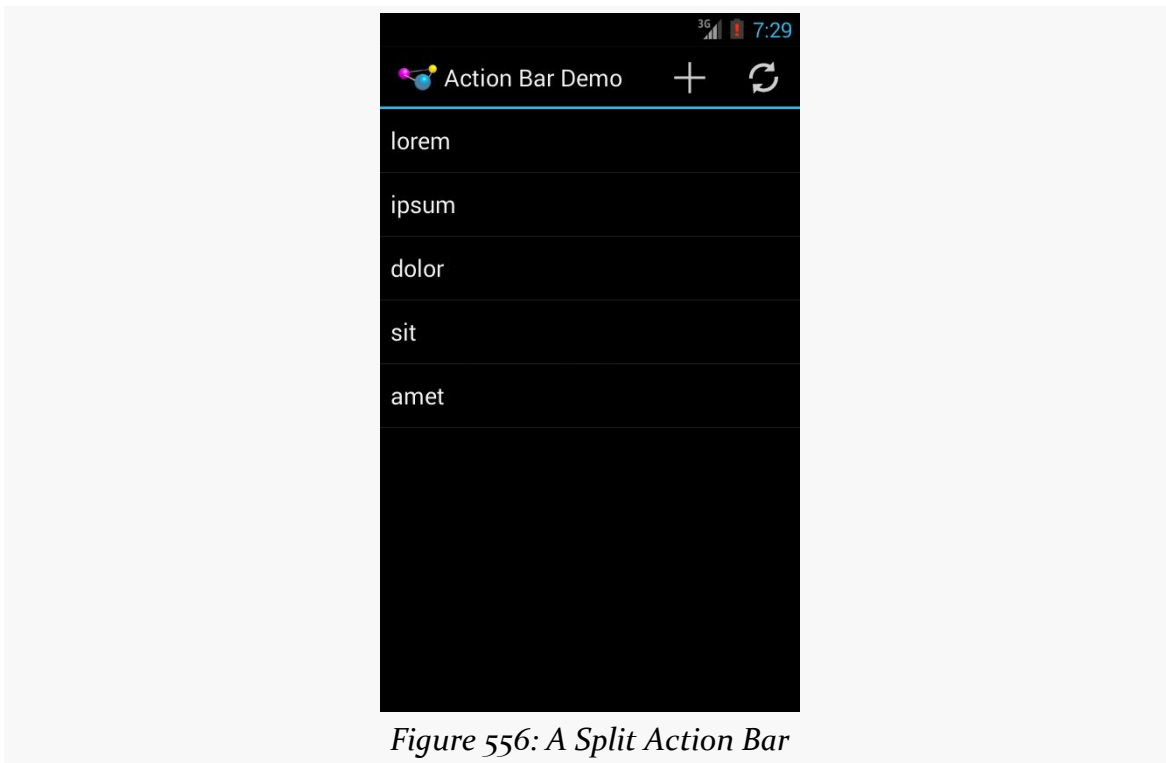 3G 7:29
Action Bar Demo
lorem
ipsum
dolor
sit
amet
Figure 556: A Split Action Bar